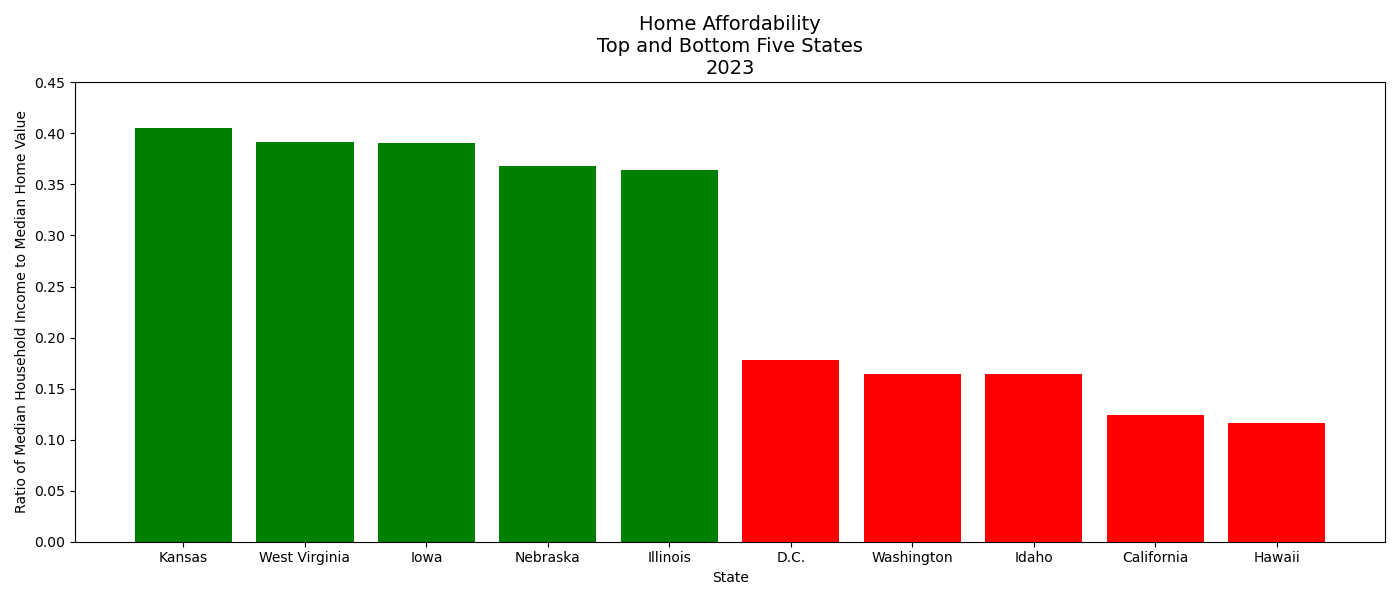 Home Affordability
Top and Bottom Five States
2023
Ratio of Median Household Income to Median Home Value
0.45
0.40
0.35
0.30
0.25
0.20
0.15
0.10
0.05
0.00
Kansas West Virginia Iowa Nebraska Illinois D.C. Washington Idaho California Hawaii
State